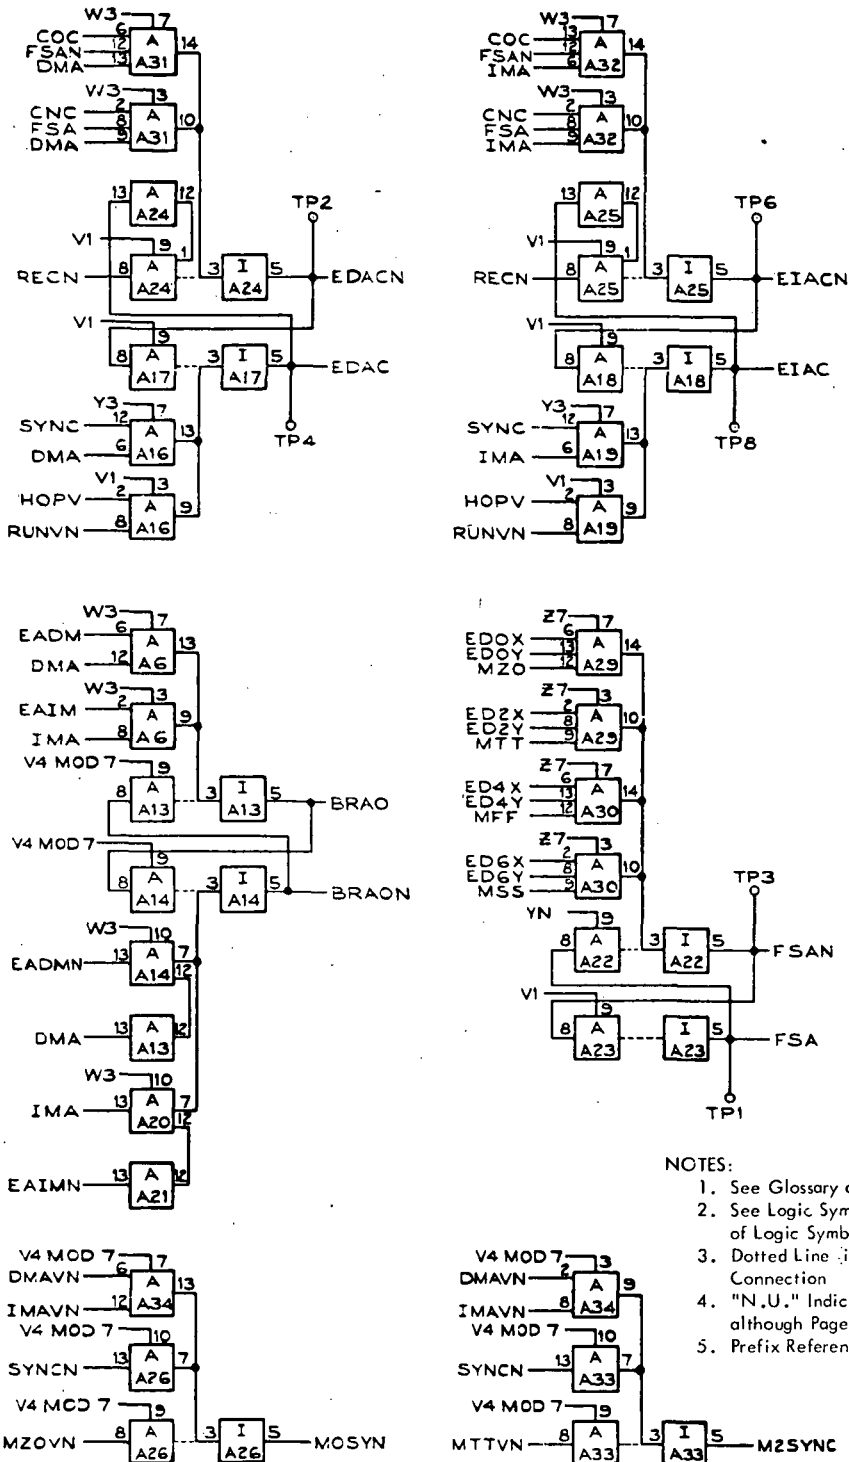 W3 7
COC 6
FSAN 12 A 14
DMA 13 A31
W3 3
CNC 2
FSA 8 A 10
DMA 9 A31
13 A 12
A24
TP2
V1 9 1
RECN 8 A 3 I 5 EDACN
A24 A24
V1 9
8 A 3 I 5 EDAC
A17 A17
Y3 7
SYNC 12 A 13
DMA 6 A16
TP4
V1 3
HOPV 2 A 9
RUNVN 8 A16
W3 7
COC 13
FSAN 12 A 14
IMA 6 A32
W3 3
CNC 2
FSA 8 A 10
IMA 9 A32
13 A 12
A25
TP6
V1 9 1
RECN 8 A 3 I 5 EIACN
A25 A25
V1 9
8 A 3 I 5 EIAC
A18 A18
Y3 7
SYNC 12 A 13
IMA 6 A19
TP8
V1 3
HOPV 2 A 9
RUNVN 8 A19
W3 7
EADM 6 A 13
DMA 12 A6
W3 3
EAIM 2 A 9
IMA 8 A6
V4 MOD 7 9
8 A 3 I 5 BRAO
A13 A13
V4 MOD 7 9
8 A 3 I 5 BRAON
A14 A14
W3 10
EADMN 13 A 7
A14 12
DMA 13 A 12
A13
W3 10
IMA 13 A 7
A20 12
EAIMN 13 A 12
A21
Z7 7
ED0X 6
ED0Y 13 A 14
MZO 12 A29
Z7 3
ED2X 2
ED2Y 8 A 10
MTT 9 A29
Z7 7
ED4X 6
ED4Y 13 A 14
MFF 12 A30
Z7 3
ED6X 2
ED6Y 8 A 10
MSS 9 A30
TP3
YN 9
8 A 3 I 5 FSAN
A22 A22
V1 9
8 A 3 I 5 FSA
A23 A23
TP1
NOTES:
1. See Glossary
2. See Logic Sym
of Logic Symb
3. Dotted Line i
Connection
4. "N.U." Indic
although Page
5. Prefix Referen
V4 MOD 7 7
DMAVN 6 A 13
IMAVN 12 A34
V4 MOD 7 10
SYNCN 13 A 7
A26
V4 MOD 7 9
MZOVN 8 A 3 I 5 MOSYN
A26 A26
V4 MOD 7 3
DMAVN 2 A 9
IMAVN 8 A34
V4 MOD 7 10
SYNCN 13 A 7
A33
V4 MOD 7 9
MTTVN 8 A 3 I 5 M2SYNC
A33 A33